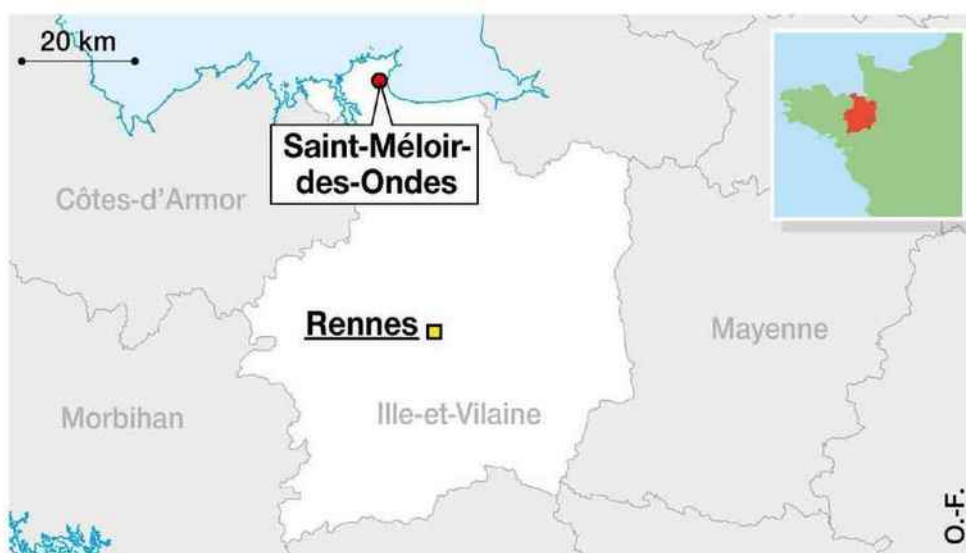 20 km
Saint-Méloir-
des-Ondes
Côtes-d'Armor
Rennes
Mayenne
Morbihan
Ille-et-Vilaine
O.-F.